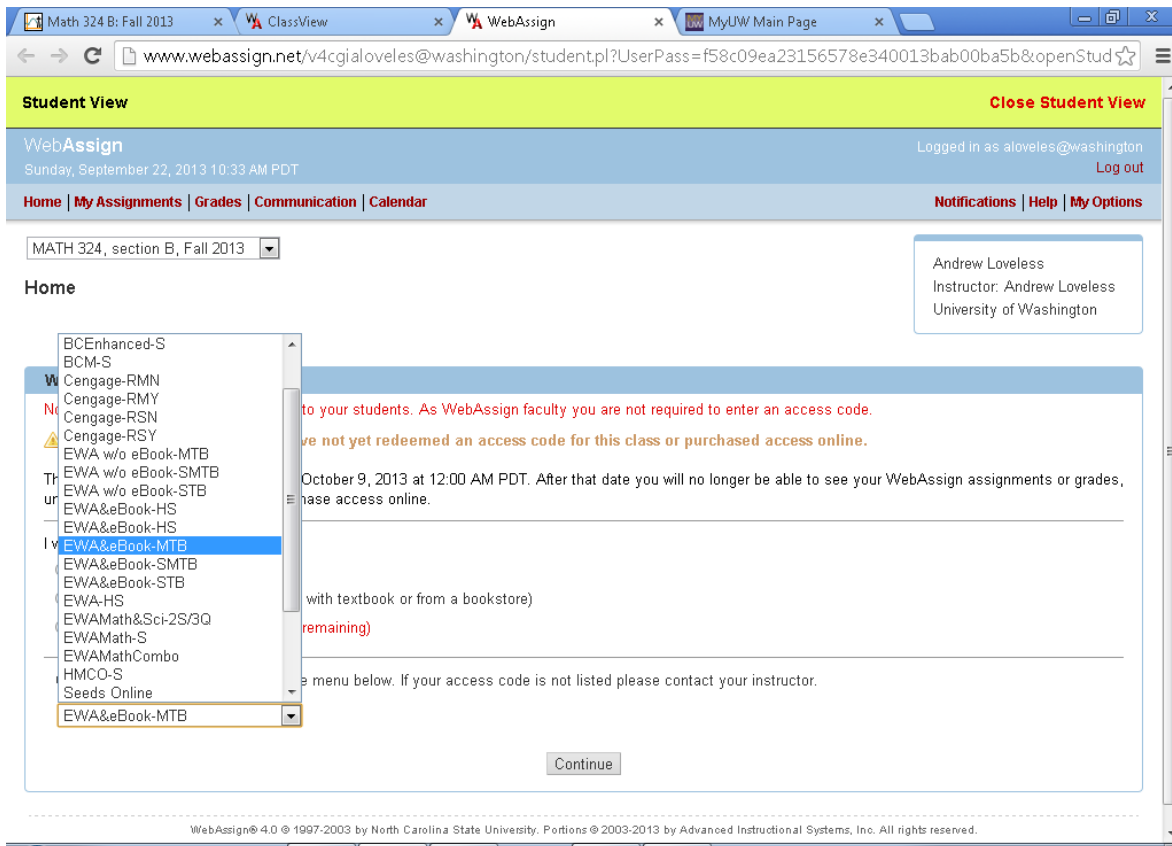 Math 324 B: Fall 2013
ClassView
WebAssign
MyUW Main Page
www.webassign.net/v4cgialoveles@washington/student.pl?UserPass=f58c09ea23156578e340013bab00ba5b&openStud
Student View
Close Student View
WebAssign
Logged in as aloveles@washington
Sunday, September 22, 2013 10:33 AM PDT
Log out
Home | My Assignments | Grades | Communication | Calendar
Notifications | Help | My Options
MATH 324, section B, Fall 2013
Andrew Loveless
Instructor: Andrew Loveless
University of Washington
Home
BCEnhanced-S
BCM-S
Cengage-RMN
Cengage-RMY
Cengage-RSN
Cengage-RSY
EWA w/o eBook-MTB
EWA w/o eBook-SMTB
EWA w/o eBook-STB
EWA&eBook-HS
EWA&eBook-HS
EWA&eBook-MTB
EWA&eBook-SMTB
EWA&eBook-STB
EWA-HS
EWAMath&Sci-2S/3Q
EWAMath-S
EWAMathCombo
HMCO-S
Seeds Online
EWA&eBook-MTB
to your students. As WebAssign faculty you are not required to enter an access code.
not yet redeemed an access code for this class or purchased access online.
October 9, 2013 at 12:00 AM PDT. After that date you will no longer be able to see your WebAssign assignments or grades,
access online.
with textbook or from a bookstore)
remaining)
menu below. If your access code is not listed please contact your instructor.
Continue
WebAssign® 4.0 © 1997-2003 by North Carolina State University. Portions © 2003-2013 by Advanced Instructional Systems, Inc. All rights reserved.